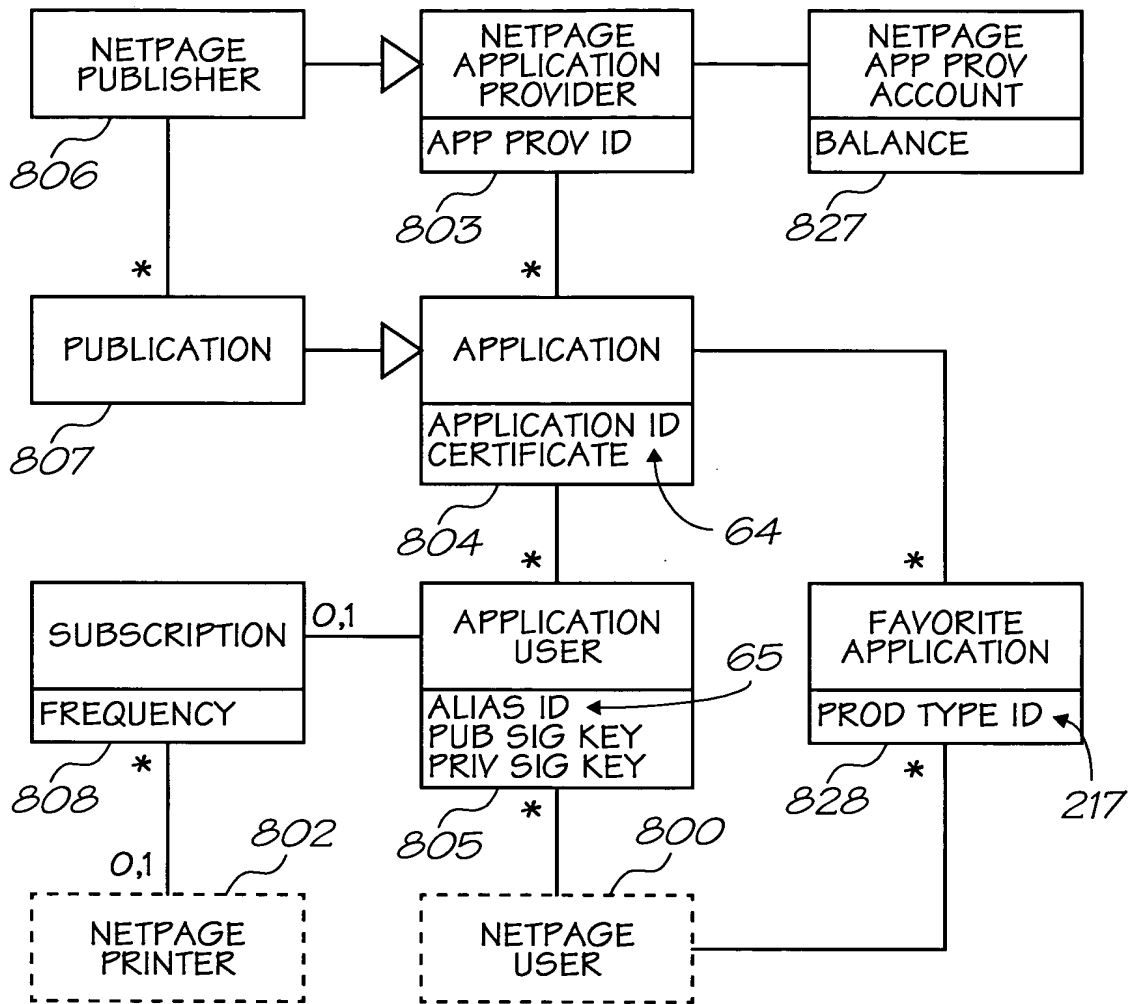 NETPAGE
PUBLISHER
NETPAGE
APPLICATION
PROVIDER
APP PROV ID
NETPAGE
APP PROV
ACCOUNT
BALANCE
806
803
827
*
*
PUBLICATION
APPLICATION
APPLICATION ID
CERTIFICATE
807
804
64
*
*
SUBSCRIPTION
FREQUENCY
0,1
APPLICATION
USER
ALIAS ID
PUB SIG KEY
PRIV SIG KEY
65
FAVORITE
APPLICATION
PROD TYPE ID
808
*
805
*
828
*
217
802
800
0,1
NETPAGE
PRINTER
NETPAGE
USER